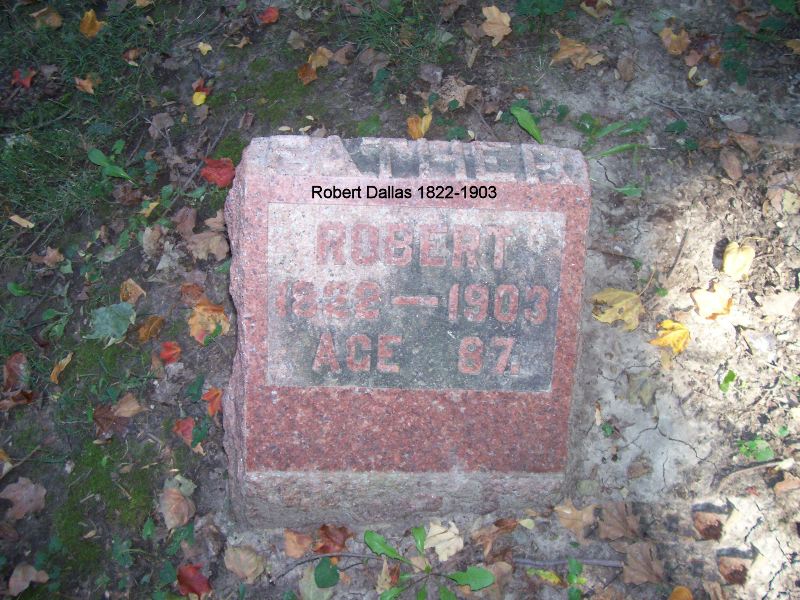 FATHER
Robert Dallas 1822-1903
ROBERT
1822-1903
AGE 87.